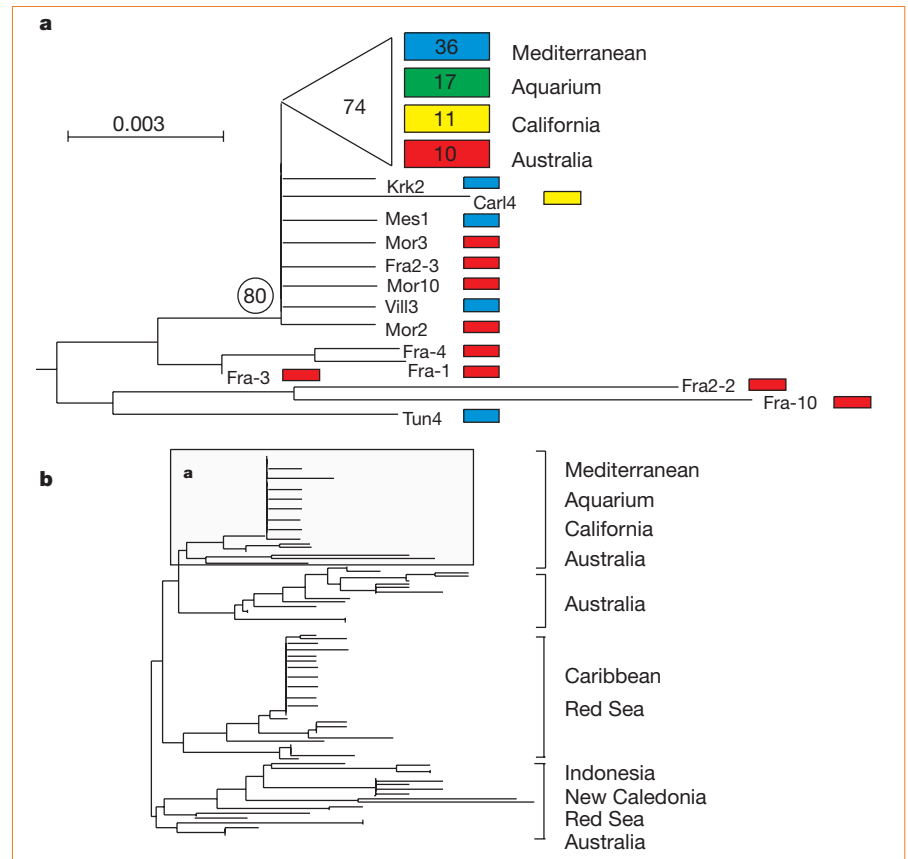 a
36 Mediterranean
17 Aquarium
74
11 California
0.003
10 Australia
Krk2
Carl4
Mes1
Mor3
Fra2-3
Mor10
80
Vill3
Mor2
Fra-4
Fra-1
Fra-3
Fra2-2
Fra-10
Tun4
b
a
Mediterranean
Aquarium
California
Australia
Australia
Caribbean
Red Sea
Indonesia
New Caledonia
Red Sea
Australia